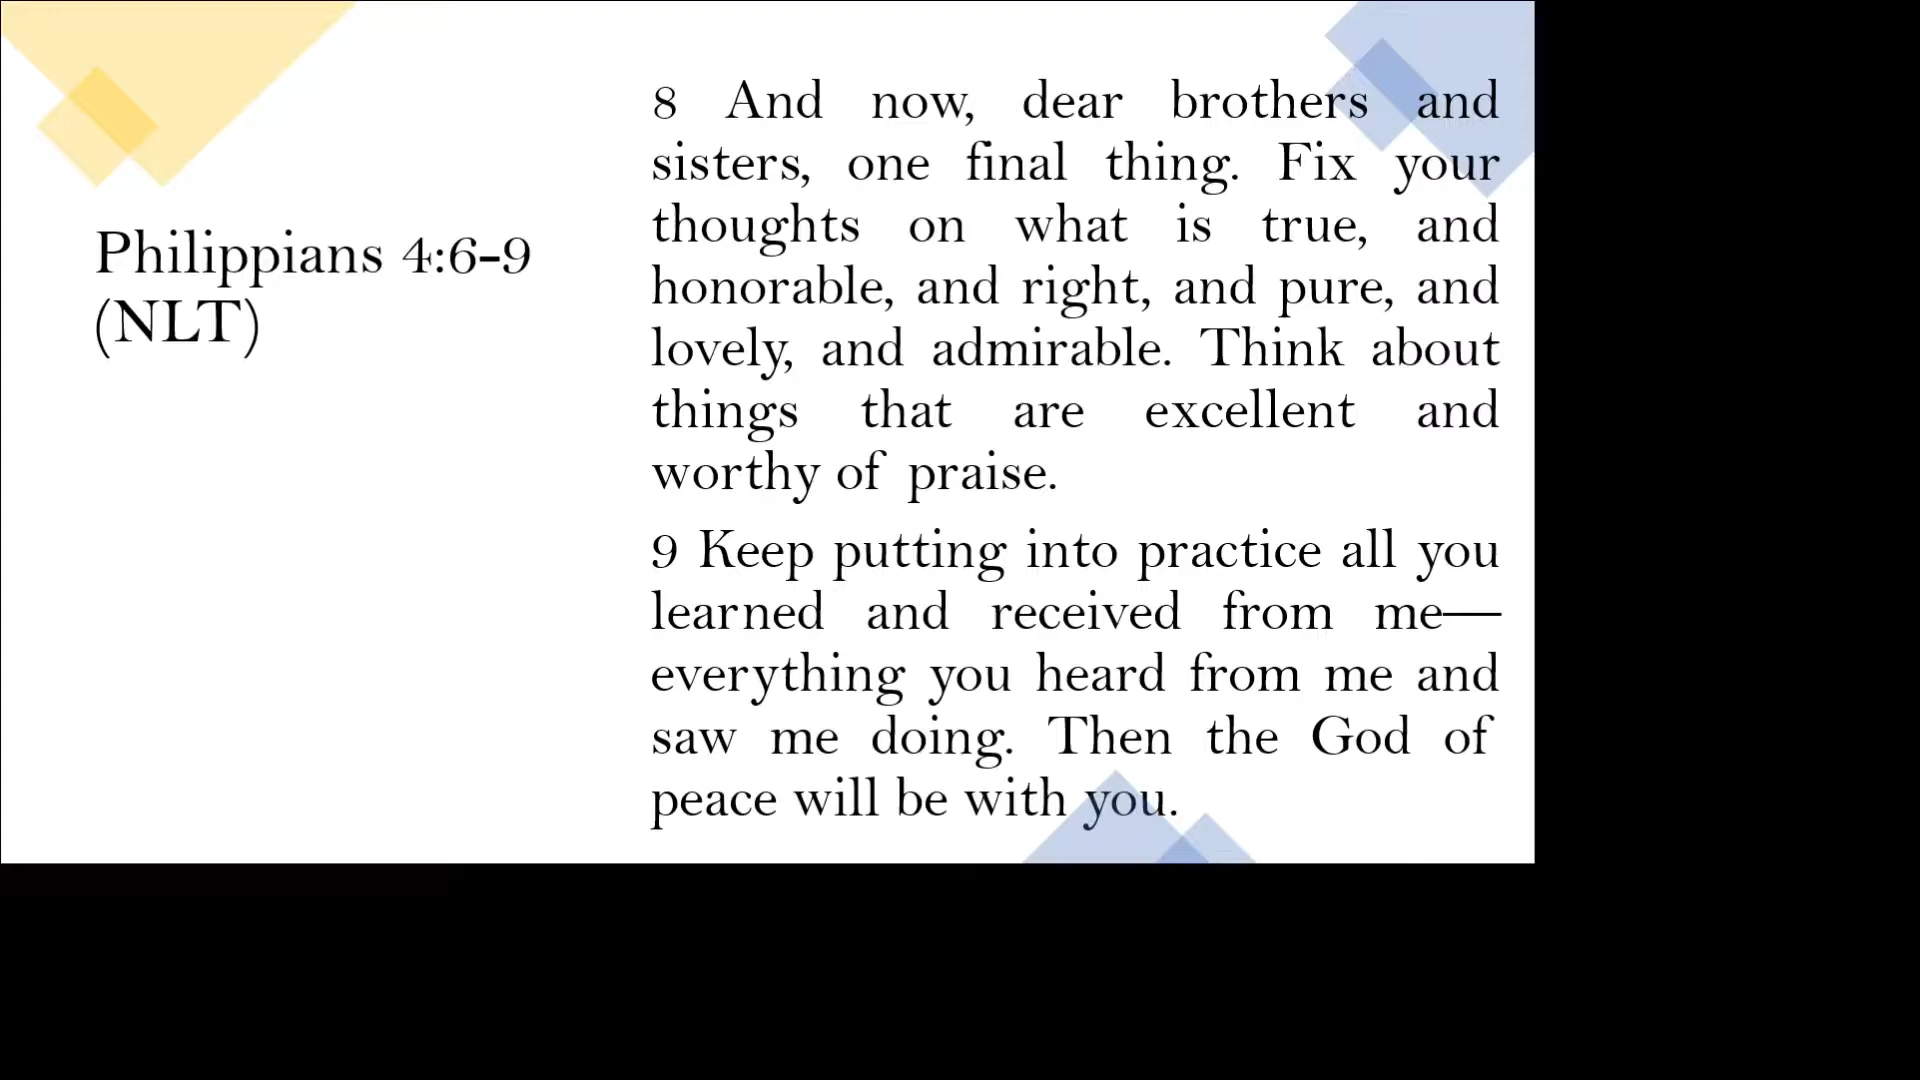 Philippians 4:6-9
(NLT)
8 And now, dear brothers and
sisters, one final thing. Fix your
thoughts on what is true, and
honorable, and right, and pure, and
lovely, and admirable. Think about
things that are excellent and
worthy of praise.
9 Keep putting into practice all you
learned and received from me—
everything you heard from me and
saw me doing. Then the God of
peace will be with you.